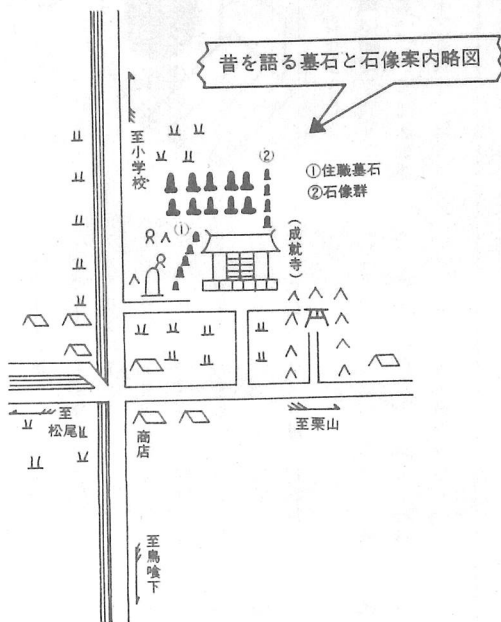 昔を語る墓石と石像案内略図
至小学校
②
①住職墓石
②石像群
①
(成就寺)
至松尾
商店
至栗山
至鳥喰下